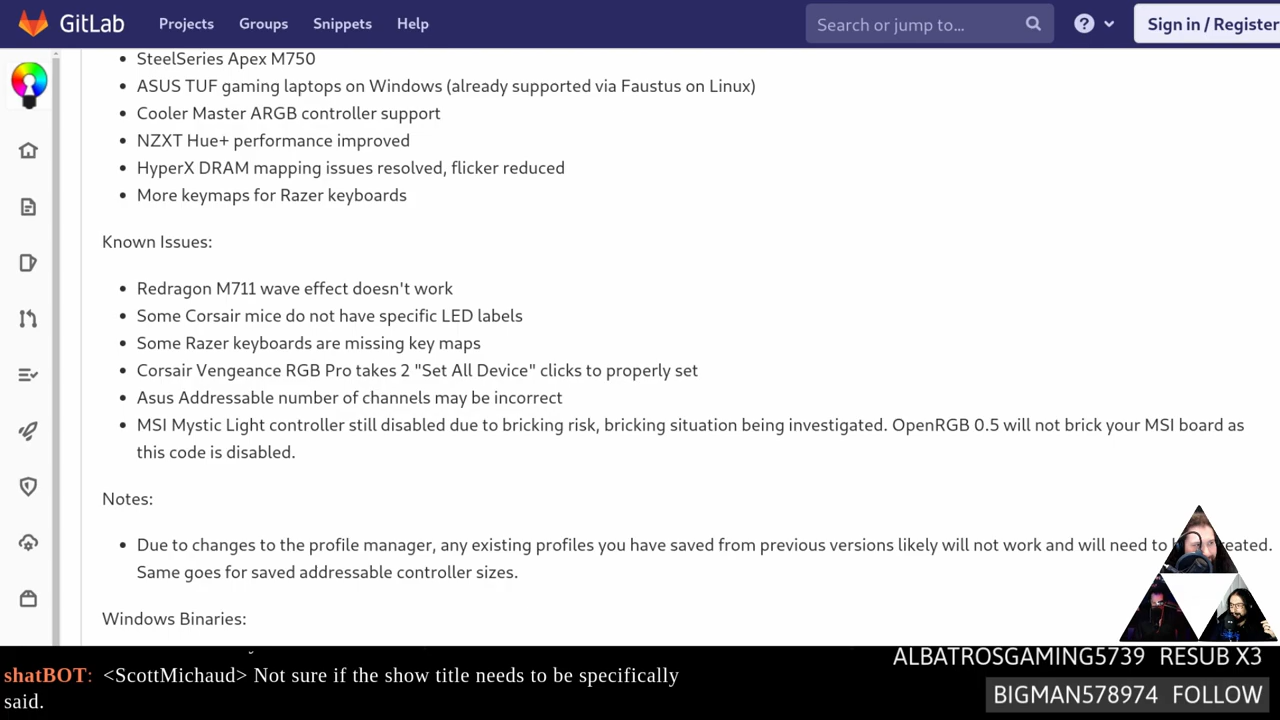 GitLab Projects Groups Snippets Help Search or jump to... Sign in / Register
SteelSeries Apex M750
ASUS TUF gaming laptops on Windows (already supported via Faustus on Linux)
Cooler Master ARGB controller support
NZXT Hue+ performance improved
HyperX DRAM mapping issues resolved, flicker reduced
More keymaps for Razer keyboards
Known Issues:
Redragon M711 wave effect doesn't work
Some Corsair mice do not have specific LED labels
Some Razer keyboards are missing key maps
Corsair Vengeance RGB Pro takes 2 "Set All Device" clicks to properly set
Asus Addressable number of channels may be incorrect
MSI Mystic Light controller still disabled due to bricking risk, bricking situation being investigated. OpenRGB 0.5 will not brick your MSI board as
this code is disabled.
Notes:
Due to changes to the profile manager, any existing profiles you have saved from previous versions likely will not work and will need to
Same goes for saved addressable controller sizes.
Windows Binaries:
shatBOT: <ScottMichaud> Not sure if the show title needs to be specifically
said.
ALBATROSGAMING5739 RESUB X3
BIGMAN578974 FOLLOW